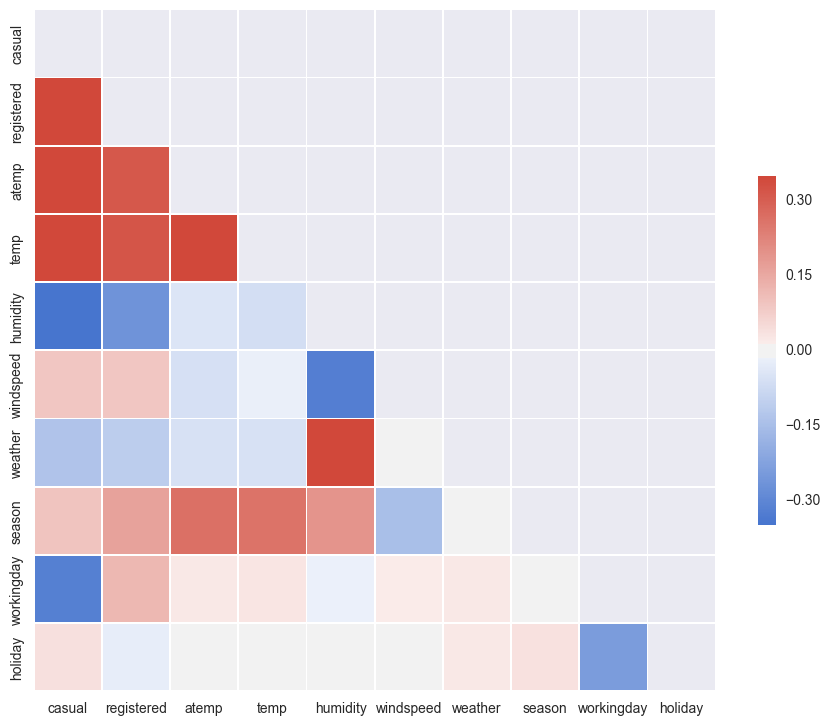 casual
registered
atemp
temp
humidity
windspeed
weather
season
workingday
holiday
casual registered atemp temp humidity windspeed weather season workingday holiday
0.30
0.15
0.00
−0.15
−0.30